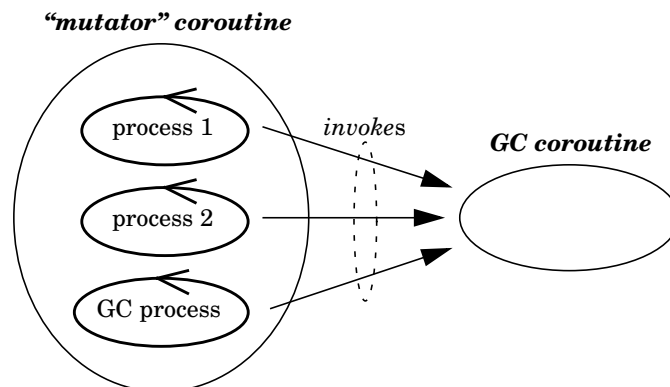 “mutator” coroutine
process 1
invokes
GC coroutine
process 2
GC process